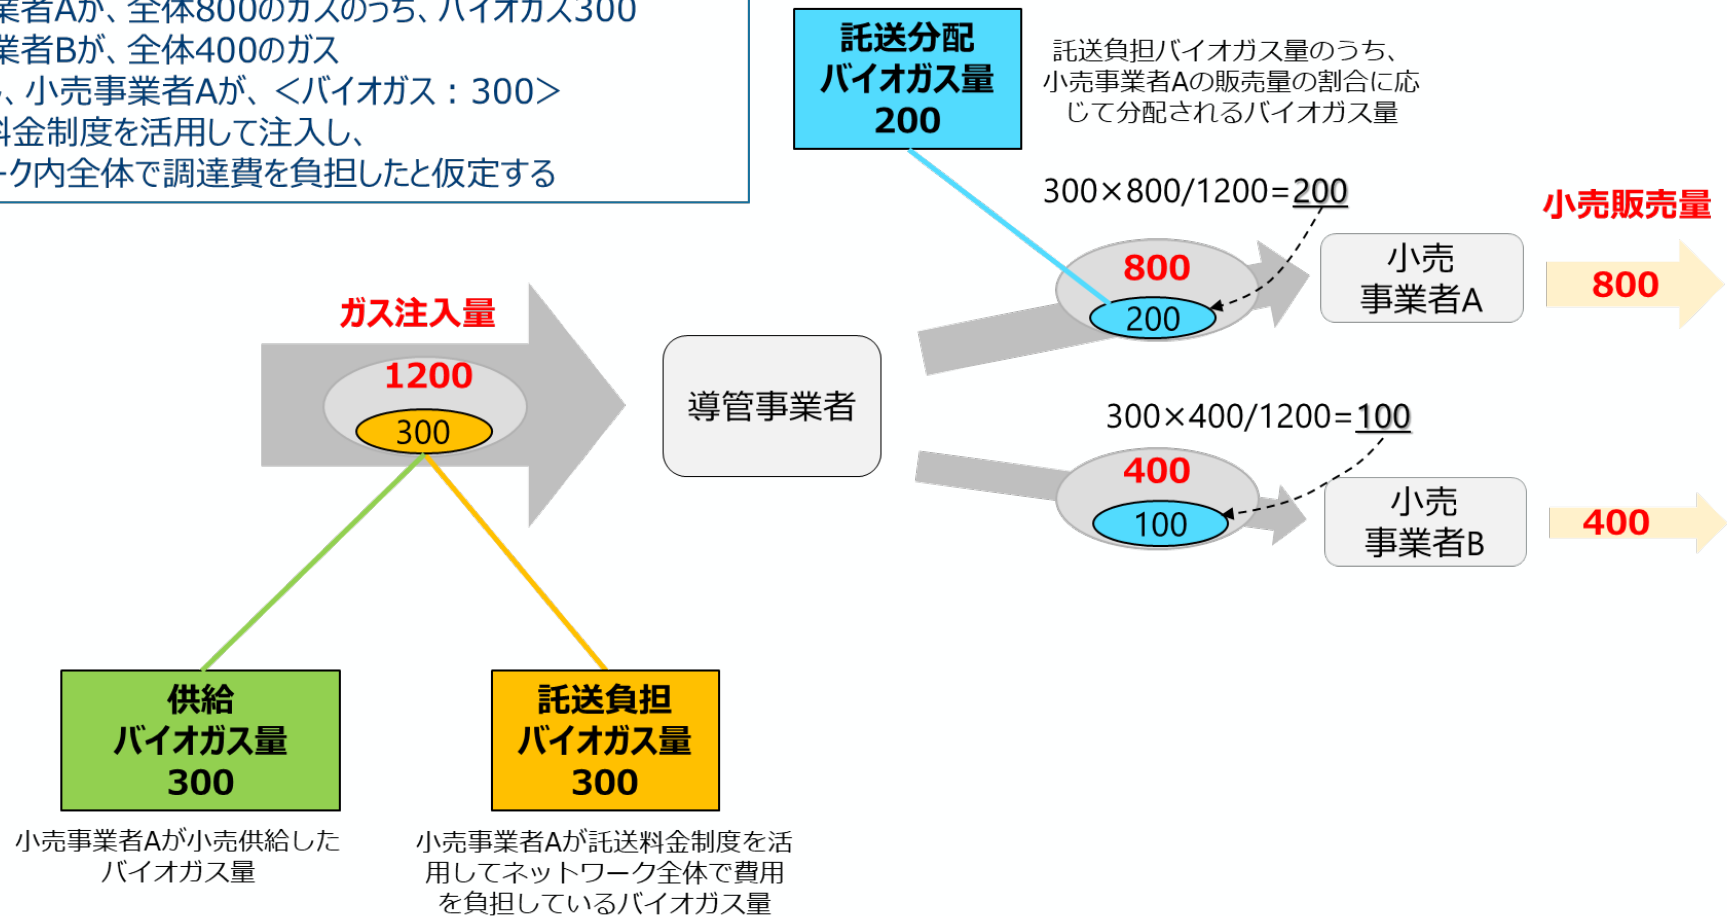 業者Aが、全体800のガスのうち、バイオガス300
業者Bが、全体400のガス
、小売事業者Aが、＜バイオガス：300＞
料金制度を活用して注入し、
ーク内全体で調達費を負担したと仮定する
託送分配
バイオガス量
200
託送負担バイオガス量のうち、
小売事業者Aの販売量の割合に応
じて分配されるバイオガス量
300×800/1200=200
小売販売量
ガス注入量
1200
300
導管事業者
800
200
小売
事業者A
800
300×400/1200=100
400
100
小売
事業者B
400
供給
バイオガス量
300
小売事業者Aが小売供給した
バイオガス量
託送負担
バイオガス量
300
小売事業者Aが託送料金制度を活
用してネットワーク全体で費用
を負担しているバイオガス量